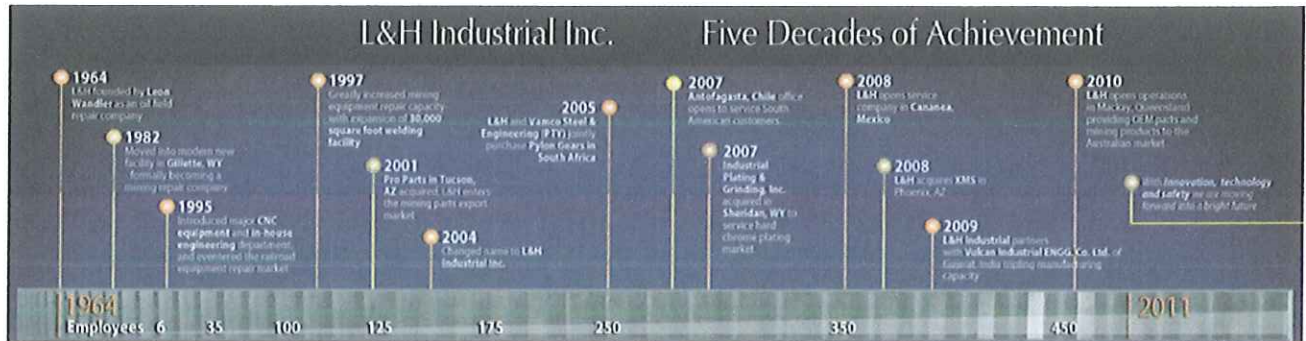 L&H Industrial Inc.
Five Decades of Achievement
1964
L&H founded by Leon
Wandler as an oil field
repair company
1982
Moved into modern new
facility in Gillette, WY
formally becoming a
mining repair company
1995
Introduced major CNC
equipment and in-house
engineering department,
and eventered the railroad
equipment repair market
1997
Greatly increased mining
equipment repair capacity
with expansion of 30,000
square foot welding
facility
2001
Pro Parts in Tucson,
AZ acquired, L&H enters
the mining parts export
market
2004
Changed name to L&H
Industrial Inc.
2005
L&H and Vamco Steel &
Engineering (PTY) jointly
purchase Pylon Gears in
South Africa
2007
Antofagasta, Chile office
opens to service South
American customers
2007
Industrial
Plating &
Grinding, Inc.
acquired in
Sheridan, WY to
service hard
chrome plating
market
2008
L&H opens service
company in Cananea,
Mexico
2008
L&H acquires XMS in
Phoenix, AZ
2009
L&H Industrial partners
with Vulcan Industrial ENGG. Co. Ltd. of
Gujarat, India tripling manufacturing
capacity
2010
L&H opens operations
in Mackay, Queensland
providing OEM parts and
mining products to the
Australian market
With Innovation, technology
and safety we are moving
forward into a bright future
1964
2011
Employees 6 35 100 125 175 250 350 450